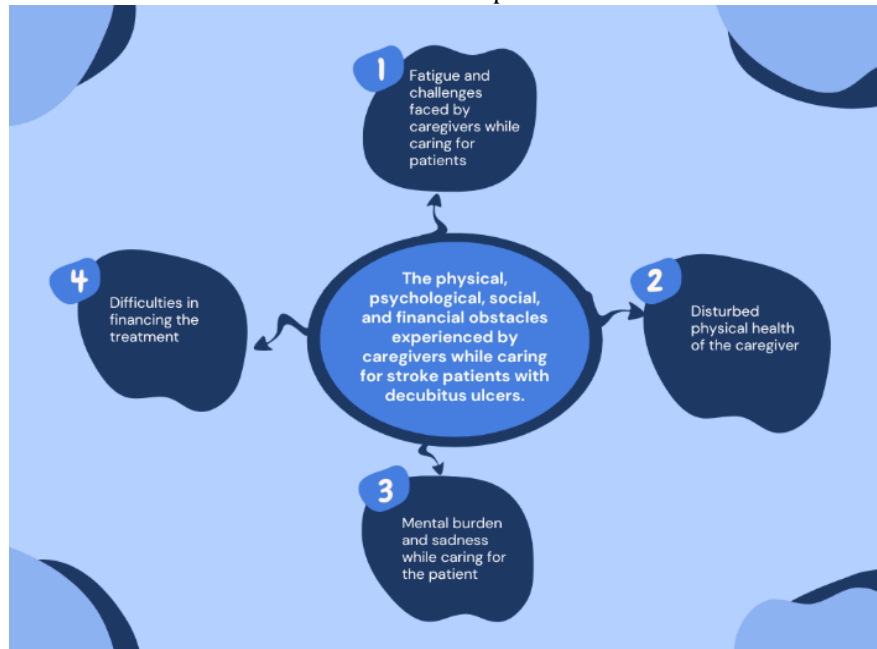 1
Fatigue and
challenges
faced by
caregivers while
caring for
patients
4
Difficulties in
financing the
treatment
The physical,
psychological, social,
and financial obstacles
experienced by
caregivers while caring
for stroke patients with
decubitus ulcers.
2
Disturbed
physical health
of the caregiver
3
Mental burden
and sadness
while caring for
the patient